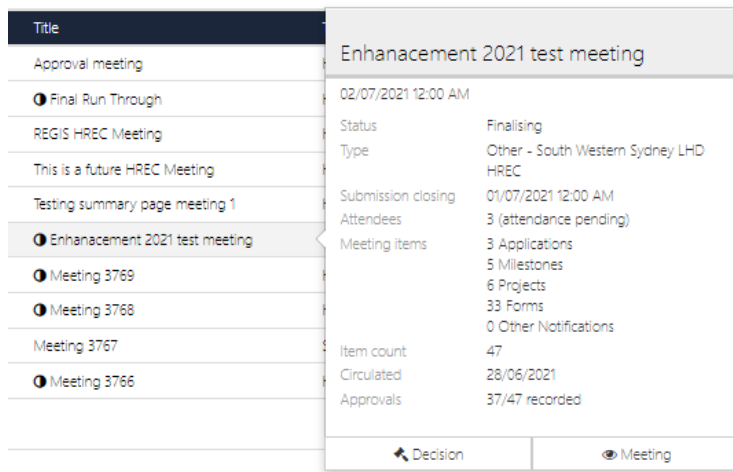 Title
Approval meeting
Final Run Through
REGIS HREC Meeting
This is a future HREC Meeting
Testing summary page meeting 1
Enhanacement 2021 test meeting
Meeting 3769
Meeting 3768
Meeting 3767
Meeting 3766
Enhanacement 2021 test meeting
02/07/2021 12:00 AM
Status Finalising
Type Other - South Western Sydney LHD
HREC
Submission closing 01/07/2021 12:00 AM
Attendees 3 (attendance pending)
Meeting items 3 Applications
5 Milestones
6 Projects
33 Forms
0 Other Notifications
Item count 47
Circulated 28/06/2021
Approvals 37/47 recorded
Decision Meeting